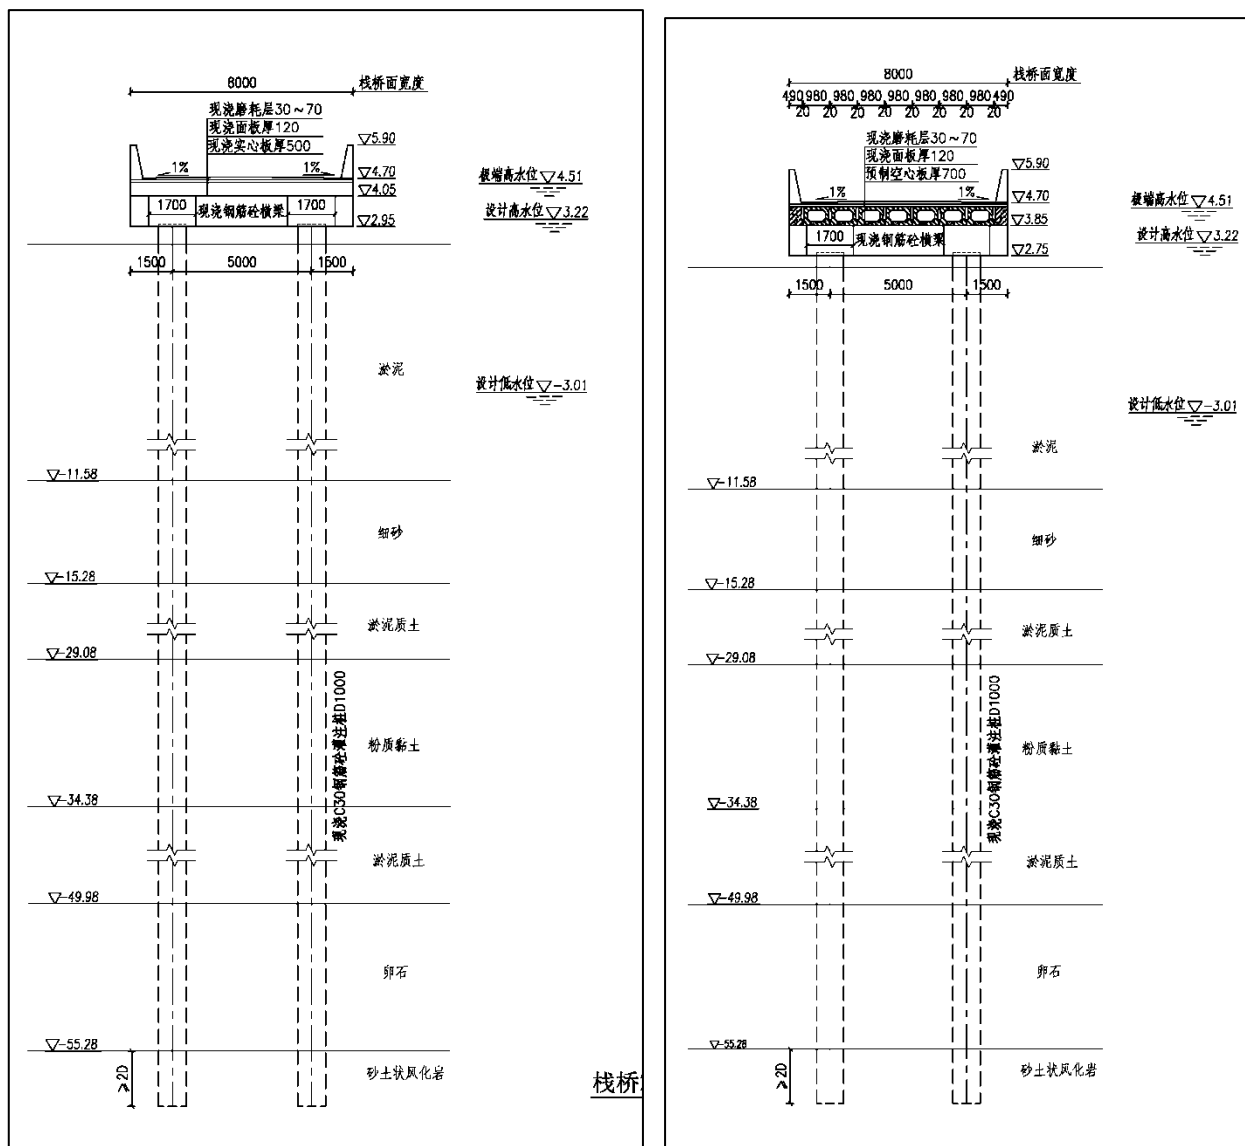 8000
栈桥面宽度
现浇磨耗层30~70
现浇面板厚120
现浇实心板厚500
5.90
1%
1%
4.70
4.05
极端高水位 4.51
1700
现浇钢筋砼横梁
1700
2.95
设计高水位 3.22
1500
5000
1500
淤泥
设计低水位 -3.01
-11.58
细砂
-15.28
淤泥质土
-29.08
现浇C30钢筋砼灌注桩D1000
粉质黏土
-34.38
淤泥质土
-49.98
卵石
-55.28
≥2D
砂土状风化岩
栈桥
8000
栈桥面宽度
490 980 980 980 980 980 980 980 490
20 20 20 20 20 20 20 20
现浇磨耗层30~70
现浇面板厚120
预制空心板厚700
5.90
1%
1%
4.70
极端高水位 4.51
3.85
1700
现浇钢筋砼横梁
设计高水位 3.22
2.75
1500
5000
1500
设计低水位 -3.01
淤泥
-11.58
细砂
-15.28
淤泥质土
-29.08
现浇C30钢筋砼灌注桩D1000
粉质黏土
-34.38
淤泥质土
-49.98
卵石
-55.28
≥2D
砂土状风化岩